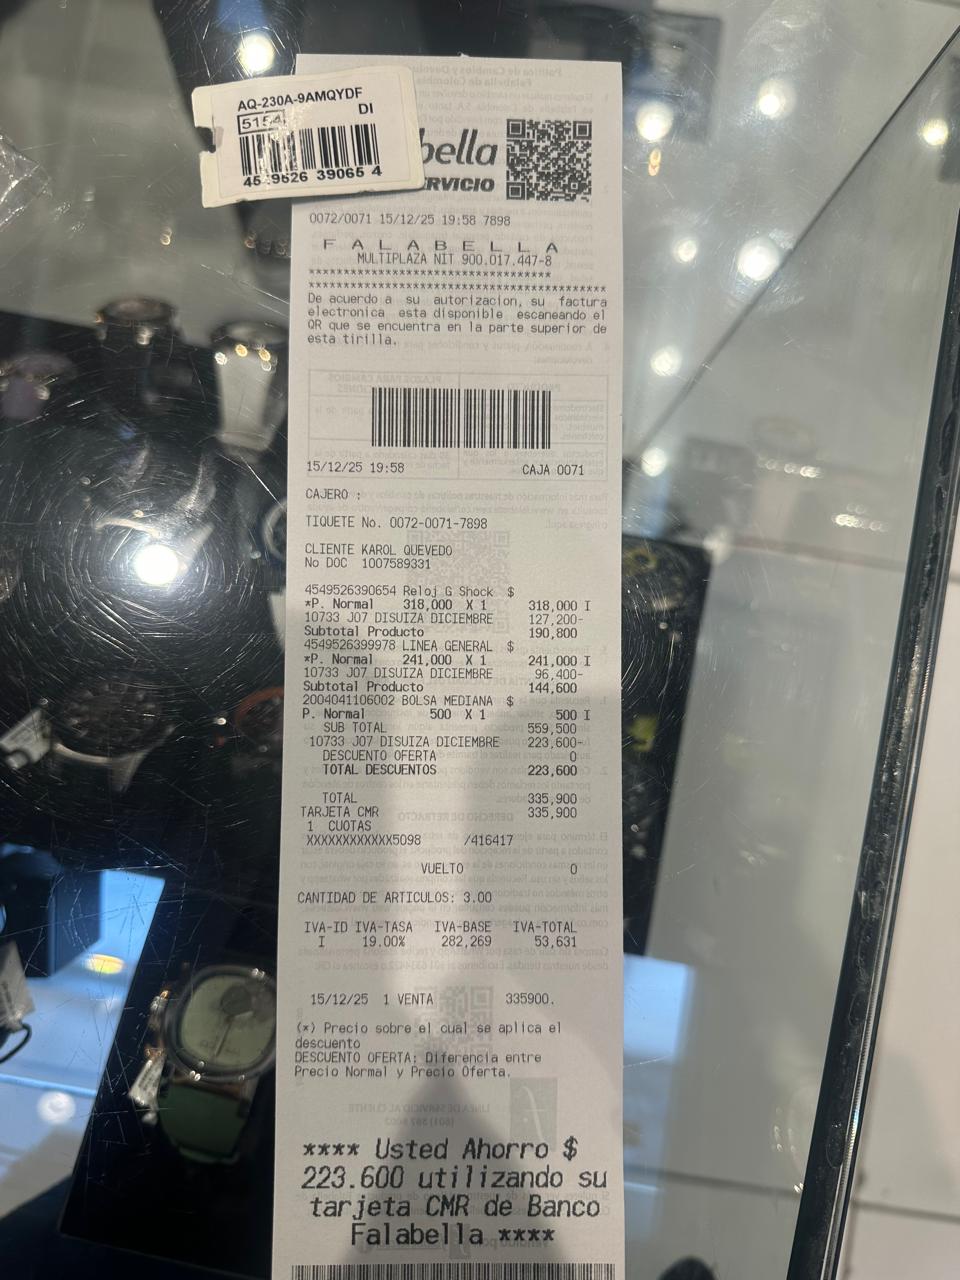 AQ-230A-9AMQYDF
DI
5154
4549526 39065 4
bella
ERVICIO
0072/0071 15/12/25 19:58 7898
F A L A B E L L A
MULTIPLAZA NIT 900.017.447-8
**********************************
******************************************
De acuerdo a su autorizacion, su factura
electronica esta disponible escaneando el
QR que se encuentra en la parte superior de
esta tirilla.
15/12/25 19:58 CAJA 0071
CAJERO :
TIQUETE No. 0072-0071-7898
CLIENTE KAROL QUEVEDO
No DOC 1007589331
4549526390654 Reloj G Shock $
*P. Normal 318,000 X 1 318,000 I
10733 J07 DISUIZA DICIEMBRE 127,200-
Subtotal Producto 190,800
4549526399978 LINEA GENERAL $
*P. Normal 241,000 X 1 241,000 I
10733 J07 DISUIZA DICIEMBRE 96,400-
Subtotal Producto 144,600
2004041106002 BOLSA MEDIANA $
P. Normal 500 X 1 500 I
SUB TOTAL 559,500
10733 J07 DISUIZA DICIEMBRE 223,600-
DESCUENTO OFERTA 0
TOTAL DESCUENTOS 223,600
TOTAL 335,900
TARJETA CMR 335,900
1 CUOTAS
XXXXXXXXXXXX5098 /416417
VUELTO 0
CANTIDAD DE ARTICULOS: 3.00
IVA-ID IVA-TASA IVA-BASE IVA-TOTAL
I 19.00% 282,269 53,631
15/12/25 1 VENTA 335900.
(*) Precio sobre el cual se aplica el
descuento
DESCUENTO OFERTA: Diferencia entre
Precio Normal y Precio Oferta.
**** Usted Ahorro $
223.600 utilizando su
tarjeta CMR de Banco
Falabella ****